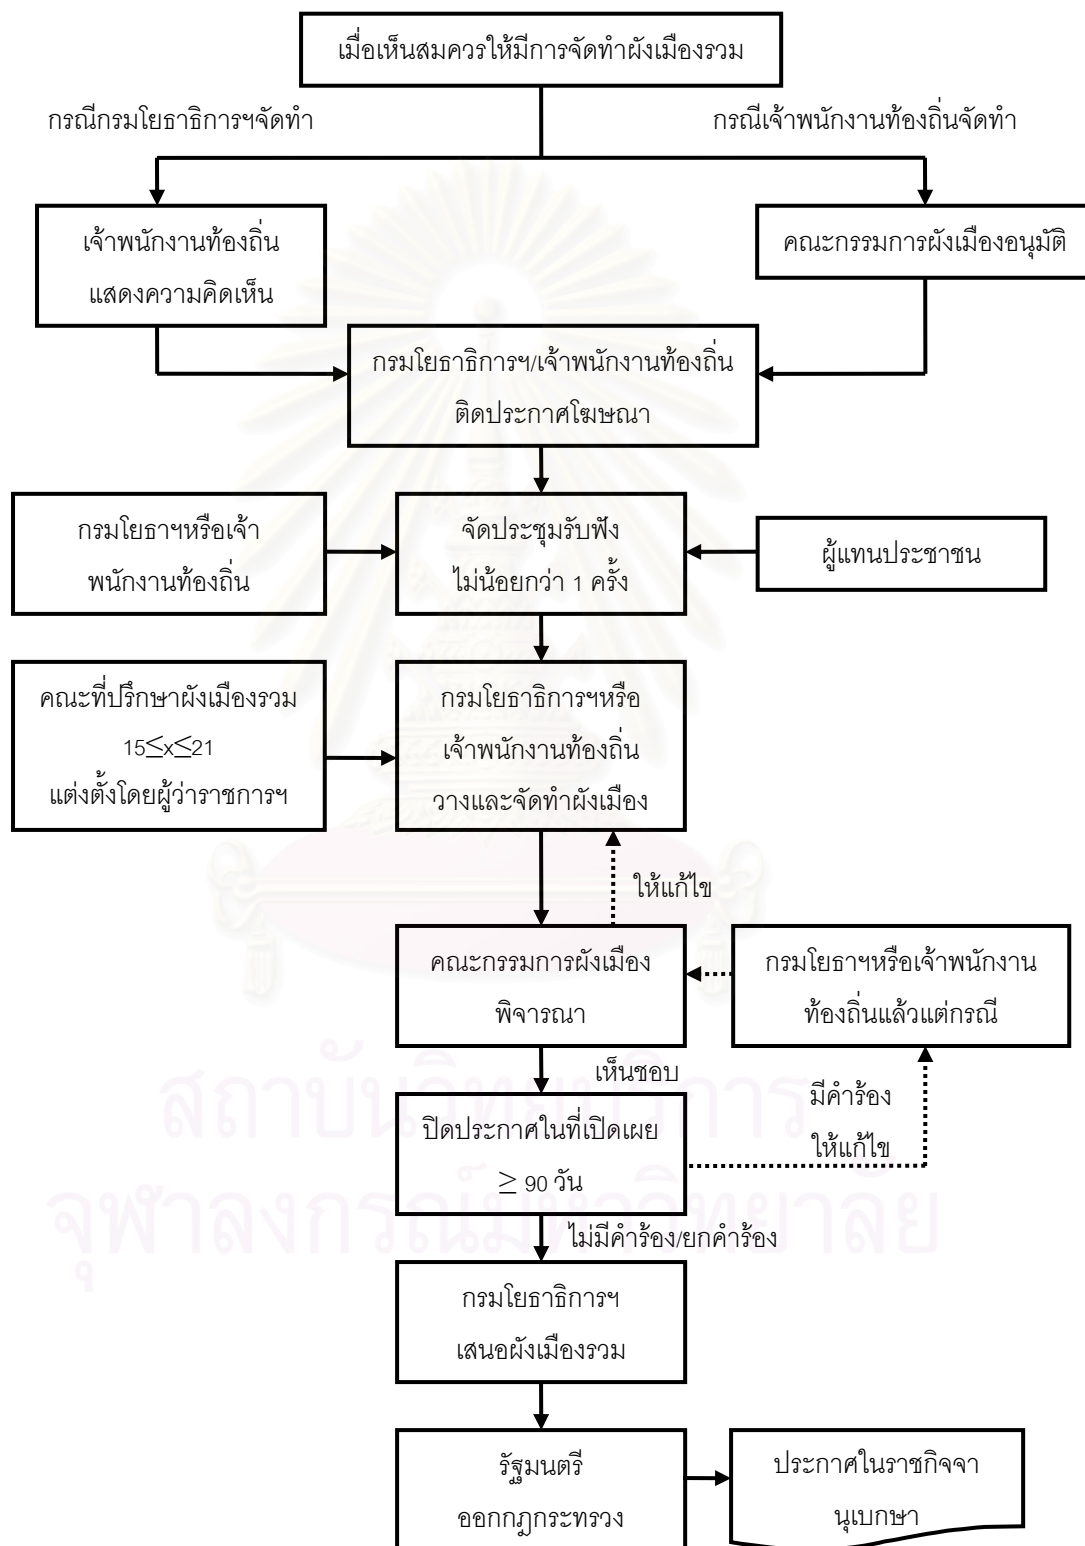 เมื่อเห็นสมควรให้มีการจัดทำผังเมืองรวม
กรณีกรมโยธาธิการฯจัดทำ
กรณีเจ้าพนักงานท้องถิ่นจัดทำ
เจ้าพนักงานท้องถิ่น
แสดงความคิดเห็น
คณะกรรมการผังเมืองอนุมัติ
กรมโยธาธิการฯ/เจ้าพนักงานท้องถิ่น
ติดประกาศโฆษณา
กรมโยธาฯหรือเจ้า
พนักงานท้องถิ่น
จัดประชุมรับฟัง
ไม่น้อยกว่า 1 ครั้ง
ผู้แทนประชาชน
คณะที่ปรึกษาผังเมืองรวม
15≤x≤21
แต่งตั้งโดยผู้ว่าราชการฯ
กรมโยธาธิการฯหรือ
เจ้าพนักงานท้องถิ่น
วางและจัดทำผังเมือง
ให้แก้ไข
คณะกรรมการผังเมือง
พิจารณา
กรมโยธาฯหรือเจ้าพนักงาน
ท้องถิ่นแล้วแต่กรณี
เห็นชอบ
มีคำร้อง
ให้แก้ไข
ปิดประกาศในที่เปิดเผย
≥ 90 วัน
ไม่มีคำร้อง/ยกคำร้อง
กรมโยธาธิการฯ
เสนอผังเมืองรวม
รัฐมนตรี
ออกกฎกระทรวง
ประกาศในราชกิจจา
นุเบกษา
สถาบันวิทยบริการ
จุฬาลงกรณ์มหาวิทยาลัย